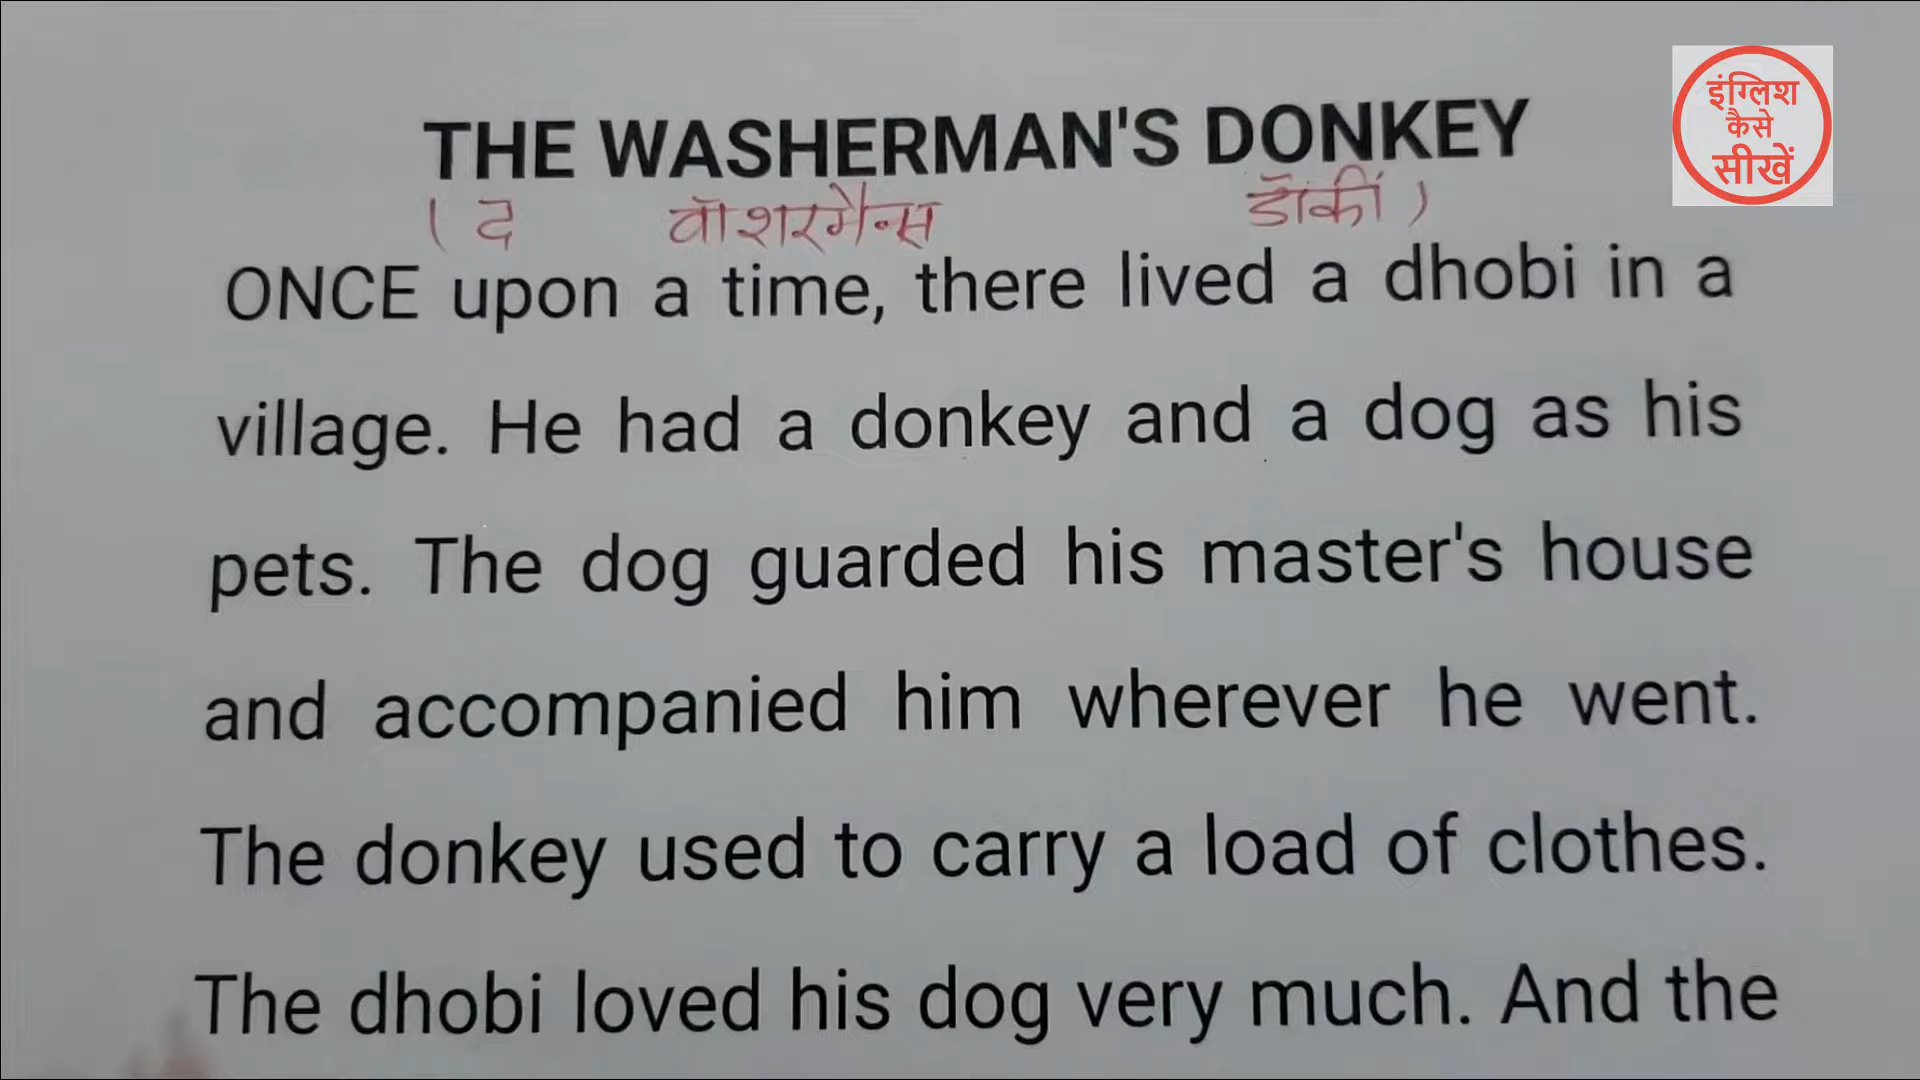 इंग्लिश
कैसे
सीखें
THE WASHERMAN'S DONKEY
( द वॉशरमैन्स डॉकीं )
ONCE upon a time, there lived a dhobi in a
village. He had a donkey and a dog as his
pets. The dog guarded his master's house
and accompanied him wherever he went.
The donkey used to carry a load of clothes.
The dhobi loved his dog very much. And the